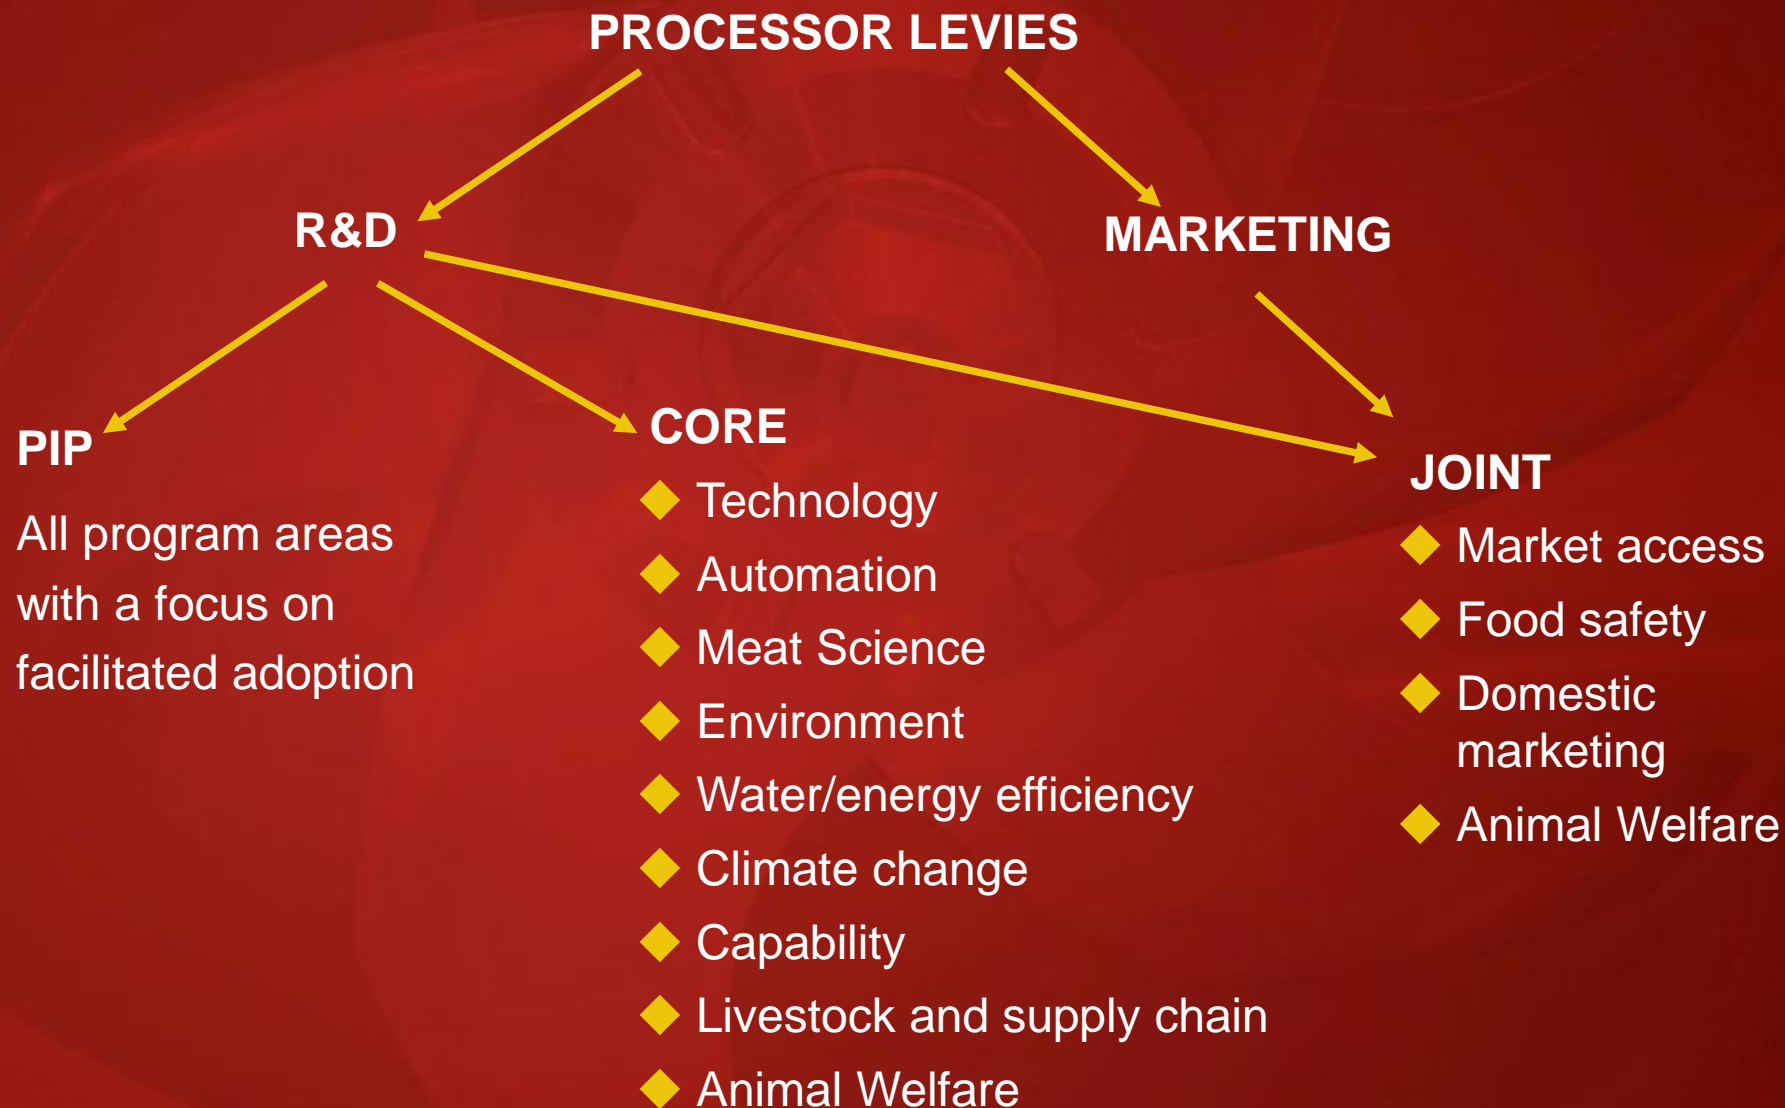 PROCESSOR LEVIES
R&D
MARKETING
PIP
All program areas
with a focus on
facilitated adoption
CORE
Technology
Automation
Meat Science
Environment
Water/energy efficiency
Climate change
Capability
Livestock and supply chain
Animal Welfare
JOINT
Market access
Food safety
Domestic
marketing
Animal Welfare